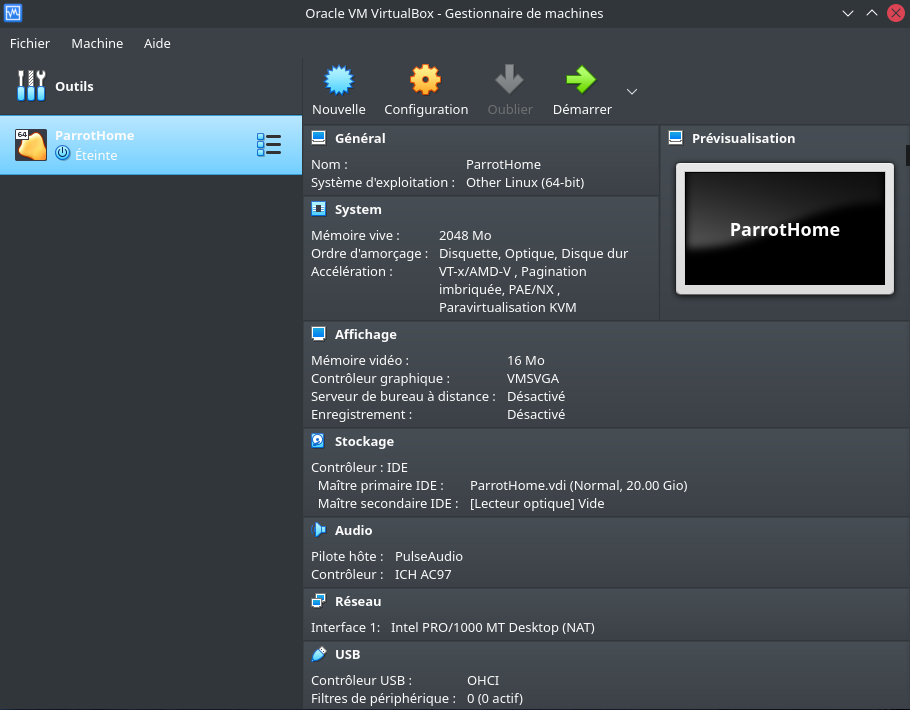 Oracle VM VirtualBox - Gestionnaire de machines
Fichier Machine Aide
Outils
Nouvelle Configuration Oublier Démarrer
64
ParrotHome
Éteinte
Général
Nom : ParrotHome
Système d'exploitation : Other Linux (64-bit)
System
Mémoire vive : 2048 Mo
Ordre d'amorçage : Disquette, Optique, Disque dur
Accélération : VT-x/AMD-V , Pagination
imbriquée, PAE/NX ,
Paravirtualisation KVM
Prévisualisation
ParrotHome
Affichage
Mémoire vidéo : 16 Mo
Contrôleur graphique : VMSVGA
Serveur de bureau à distance : Désactivé
Enregistrement : Désactivé
Stockage
Contrôleur : IDE
Maître primaire IDE : ParrotHome.vdi (Normal, 20.00 Gio)
Maître secondaire IDE : [Lecteur optique] Vide
Audio
Pilote hôte : PulseAudio
Contrôleur : ICH AC97
Réseau
Interface 1: Intel PRO/1000 MT Desktop (NAT)
USB
Contrôleur USB : OHCI
Filtres de périphérique : 0 (0 actif)